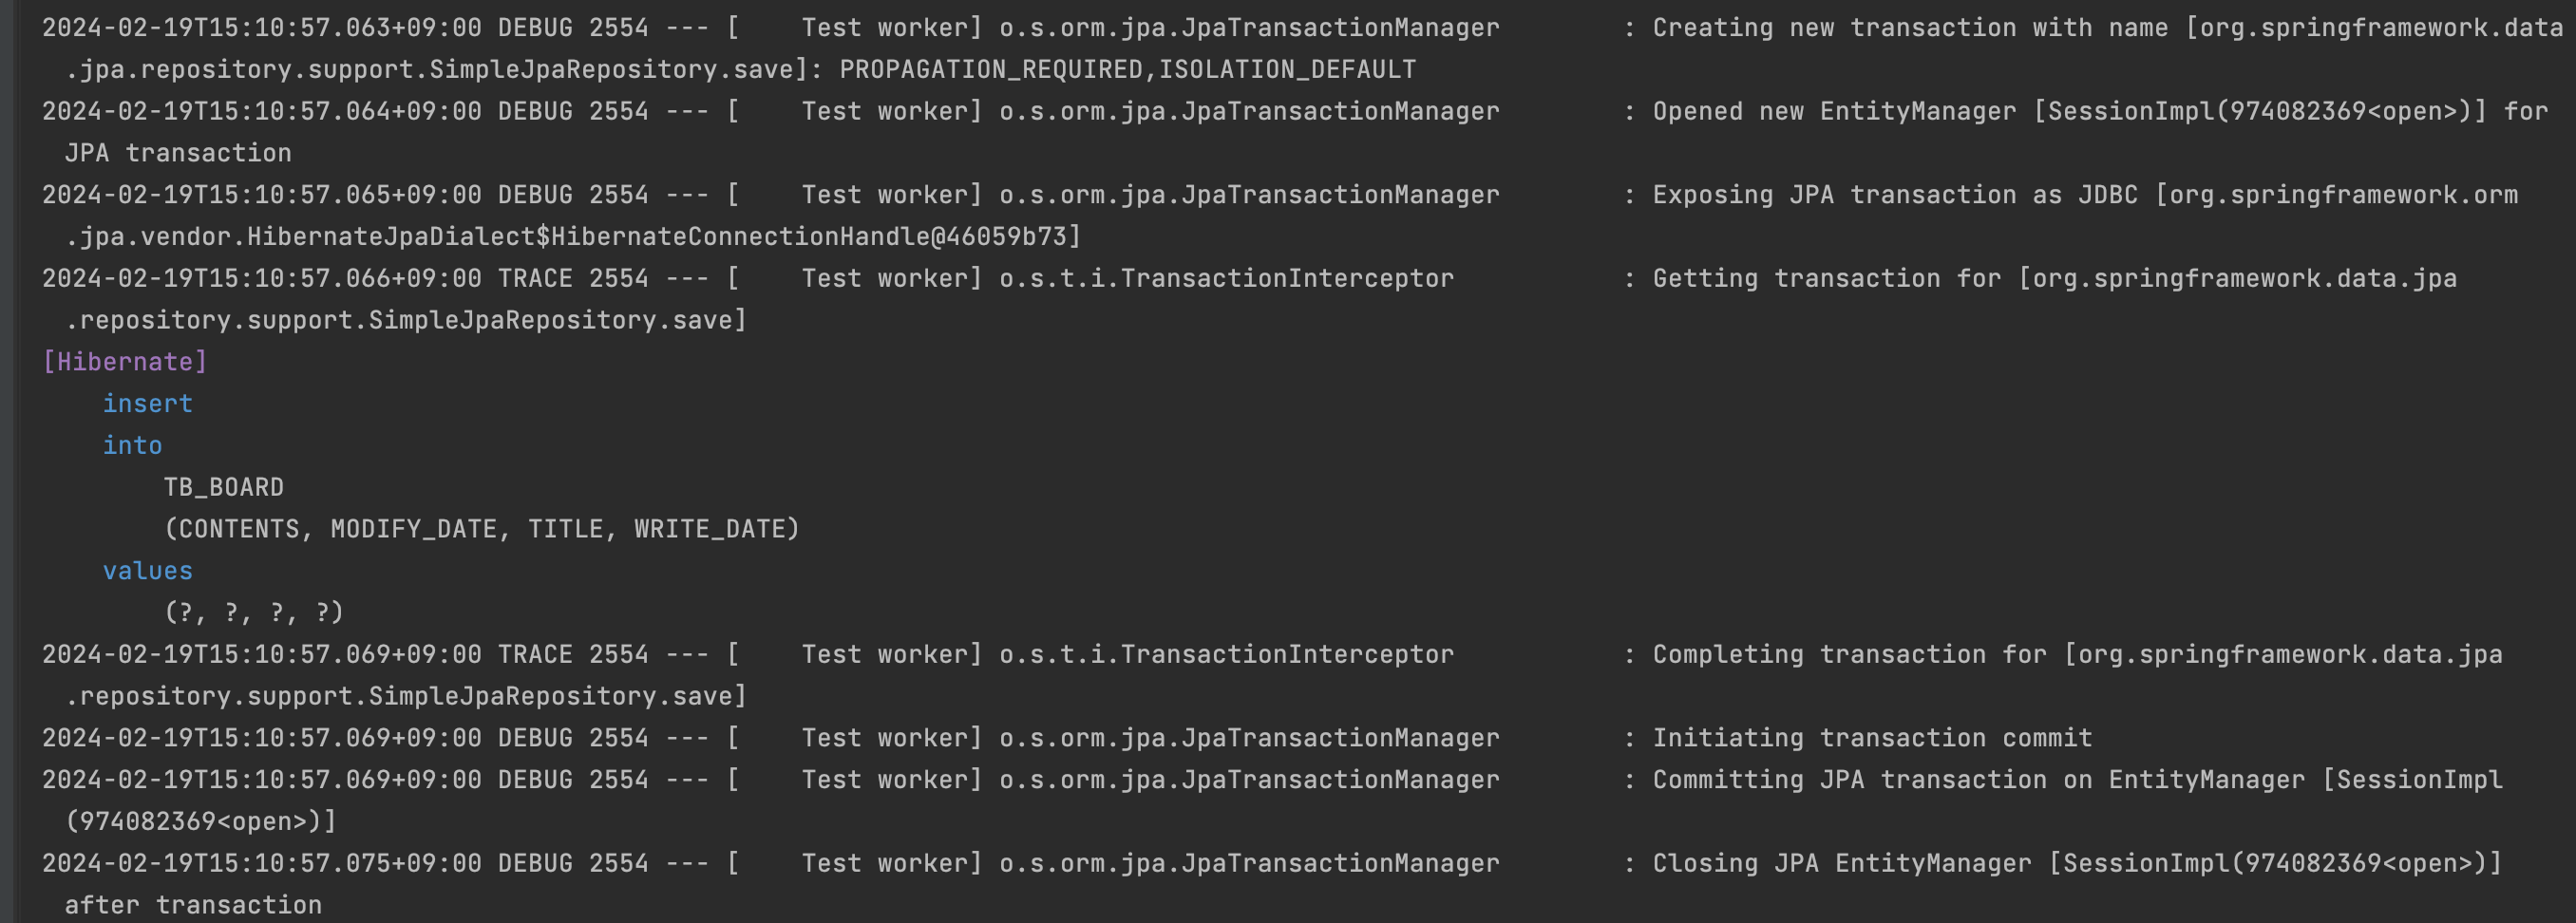 2024-02-19T15:10:57.063+09:00 DEBUG 2554 --- [    Test worker] o.s.orm.jpa.JpaTransactionManager        : Creating new transaction with name [org.springframework.data
.jpa.repository.support.SimpleJpaRepository.save]: PROPAGATION_REQUIRED,ISOLATION_DEFAULT
2024-02-19T15:10:57.064+09:00 DEBUG 2554 --- [    Test worker] o.s.orm.jpa.JpaTransactionManager        : Opened new EntityManager [SessionImpl(974082369<open>)] for
JPA transaction
2024-02-19T15:10:57.065+09:00 DEBUG 2554 --- [    Test worker] o.s.orm.jpa.JpaTransactionManager        : Exposing JPA transaction as JDBC [org.springframework.orm
.jpa.vendor.HibernateJpaDialect$HibernateConnectionHandle@46059b73]
2024-02-19T15:10:57.066+09:00 TRACE 2554 --- [    Test worker] o.s.t.i.TransactionInterceptor           : Getting transaction for [org.springframework.data.jpa
.repository.support.SimpleJpaRepository.save]
[Hibernate]
    insert
    into
        TB_BOARD
        (CONTENTS, MODIFY_DATE, TITLE, WRITE_DATE)
    values
        (?, ?, ?, ?)
2024-02-19T15:10:57.069+09:00 TRACE 2554 --- [    Test worker] o.s.t.i.TransactionInterceptor           : Completing transaction for [org.springframework.data.jpa
.repository.support.SimpleJpaRepository.save]
2024-02-19T15:10:57.069+09:00 DEBUG 2554 --- [    Test worker] o.s.orm.jpa.JpaTransactionManager        : Initiating transaction commit
2024-02-19T15:10:57.069+09:00 DEBUG 2554 --- [    Test worker] o.s.orm.jpa.JpaTransactionManager        : Committing JPA transaction on EntityManager [SessionImpl
(974082369<open>)]
2024-02-19T15:10:57.075+09:00 DEBUG 2554 --- [    Test worker] o.s.orm.jpa.JpaTransactionManager        : Closing JPA EntityManager [SessionImpl(974082369<open>)]
after transaction